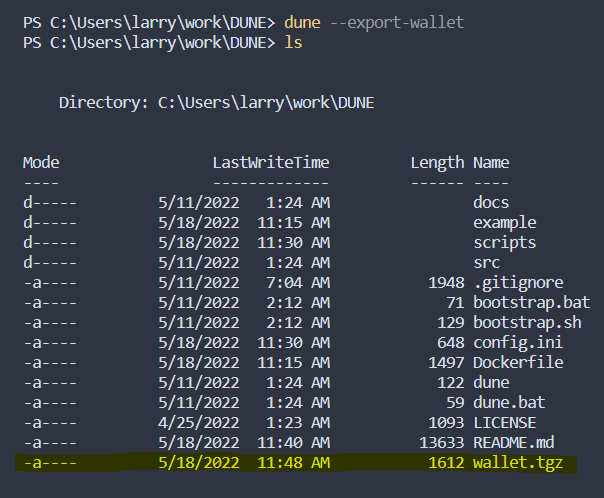 PS C:\Users\larry\work\DUNE> dune --export-wallet
PS C:\Users\larry\work\DUNE> ls
Directory: C:\Users\larry\work\DUNE
Mode LastWriteTime Length Name
---- ------------- ------ ----
d----- 5/11/2022 1:24 AM docs
d----- 5/18/2022 11:15 AM example
d----- 5/18/2022 11:30 AM scripts
d----- 5/11/2022 1:24 AM src
-a---- 5/11/2022 7:04 AM 1948 .gitignore
-a---- 5/11/2022 2:12 AM 71 bootstrap.bat
-a---- 5/11/2022 2:12 AM 129 bootstrap.sh
-a---- 5/18/2022 11:30 AM 648 config.ini
-a---- 5/18/2022 11:15 AM 1497 Dockerfile
-a---- 5/11/2022 1:24 AM 122 dune
-a---- 5/11/2022 1:24 AM 59 dune.bat
-a---- 4/25/2022 1:23 AM 1093 LICENSE
-a---- 5/18/2022 11:40 AM 13633 README.md
-a---- 5/18/2022 11:48 AM 1612 wallet.tgz